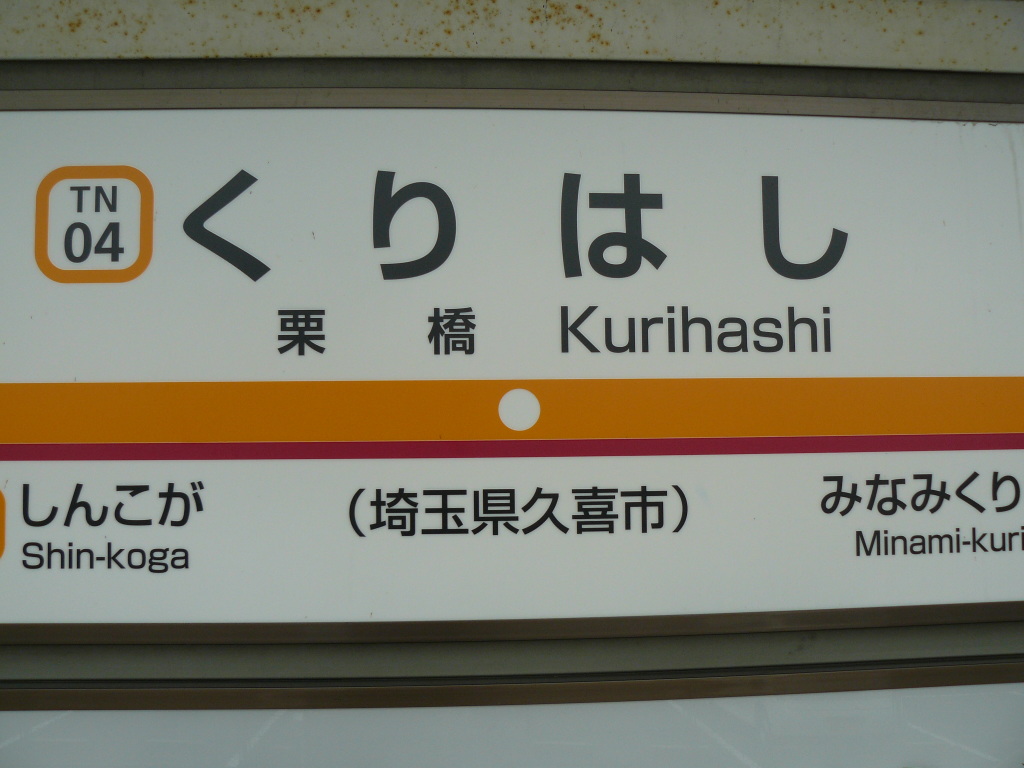 TN
04
くりはし
栗橋 Kurihashi
しんこが
Shin-koga
（埼玉県久喜市）
みなみくり
Minami-kuri